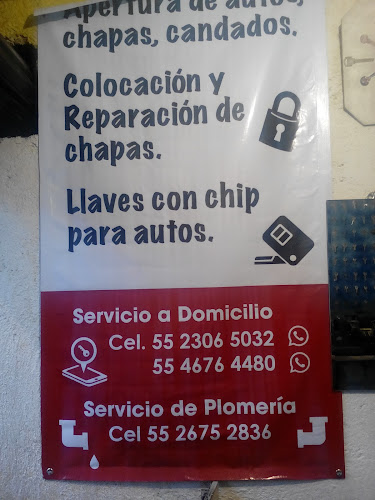 Apertura de autos,
chapas, candados.
Colocación y
Reparación de
chapas.
Llaves con chip
para autos.
Servicio a Domicilio
Cel. 55 2306 5032
55 4676 4480
Servicio de Plomería
Cel 55 2675 2836